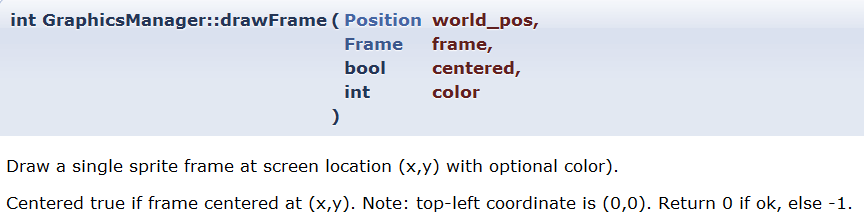 int GraphicsManager::drawFrame ( Position world_pos,
Frame frame,
bool centered,
int color
)
Draw a single sprite frame at screen location (x,y) with optional color).
Centered true if frame centered at (x,y). Note: top-left coordinate is (0,0). Return 0 if ok, else -1.